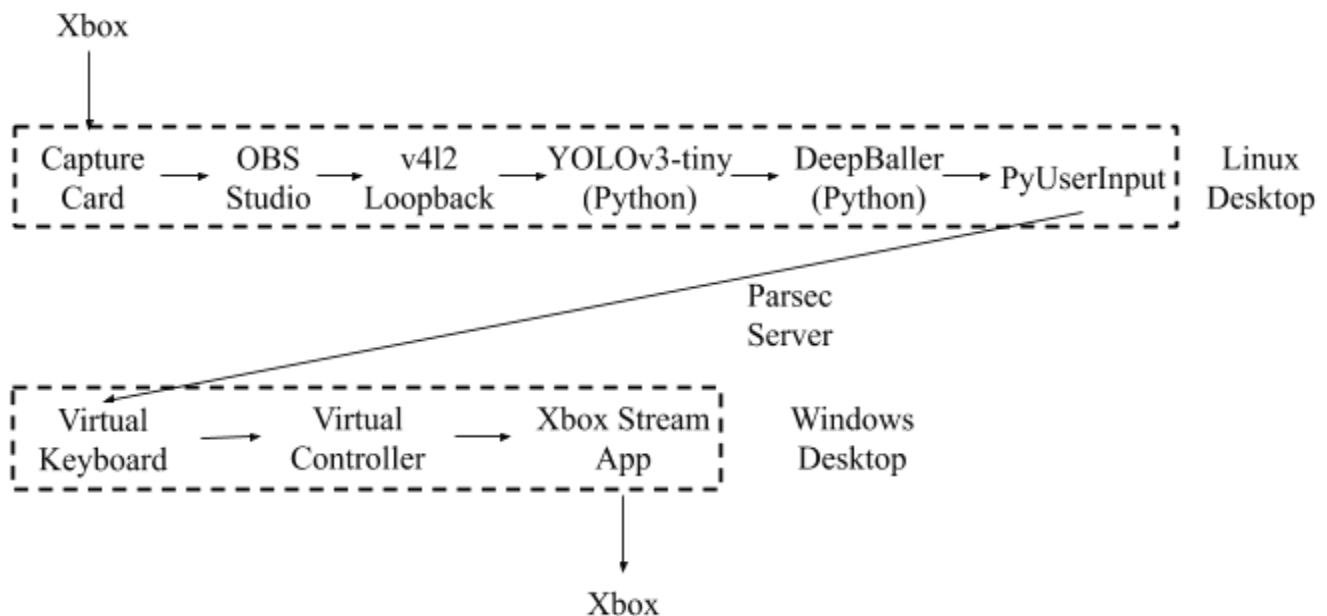 Xbox
Capture
Card
OBS
Studio
v4l2
Loopback
YOLOv3-tiny
(Python)
DeepBaller
(Python)
PyUserInput
Linux
Desktop
Parsec
Server
Virtual
Keyboard
Virtual
Controller
Xbox Stream
App
Windows
Desktop
Xbox